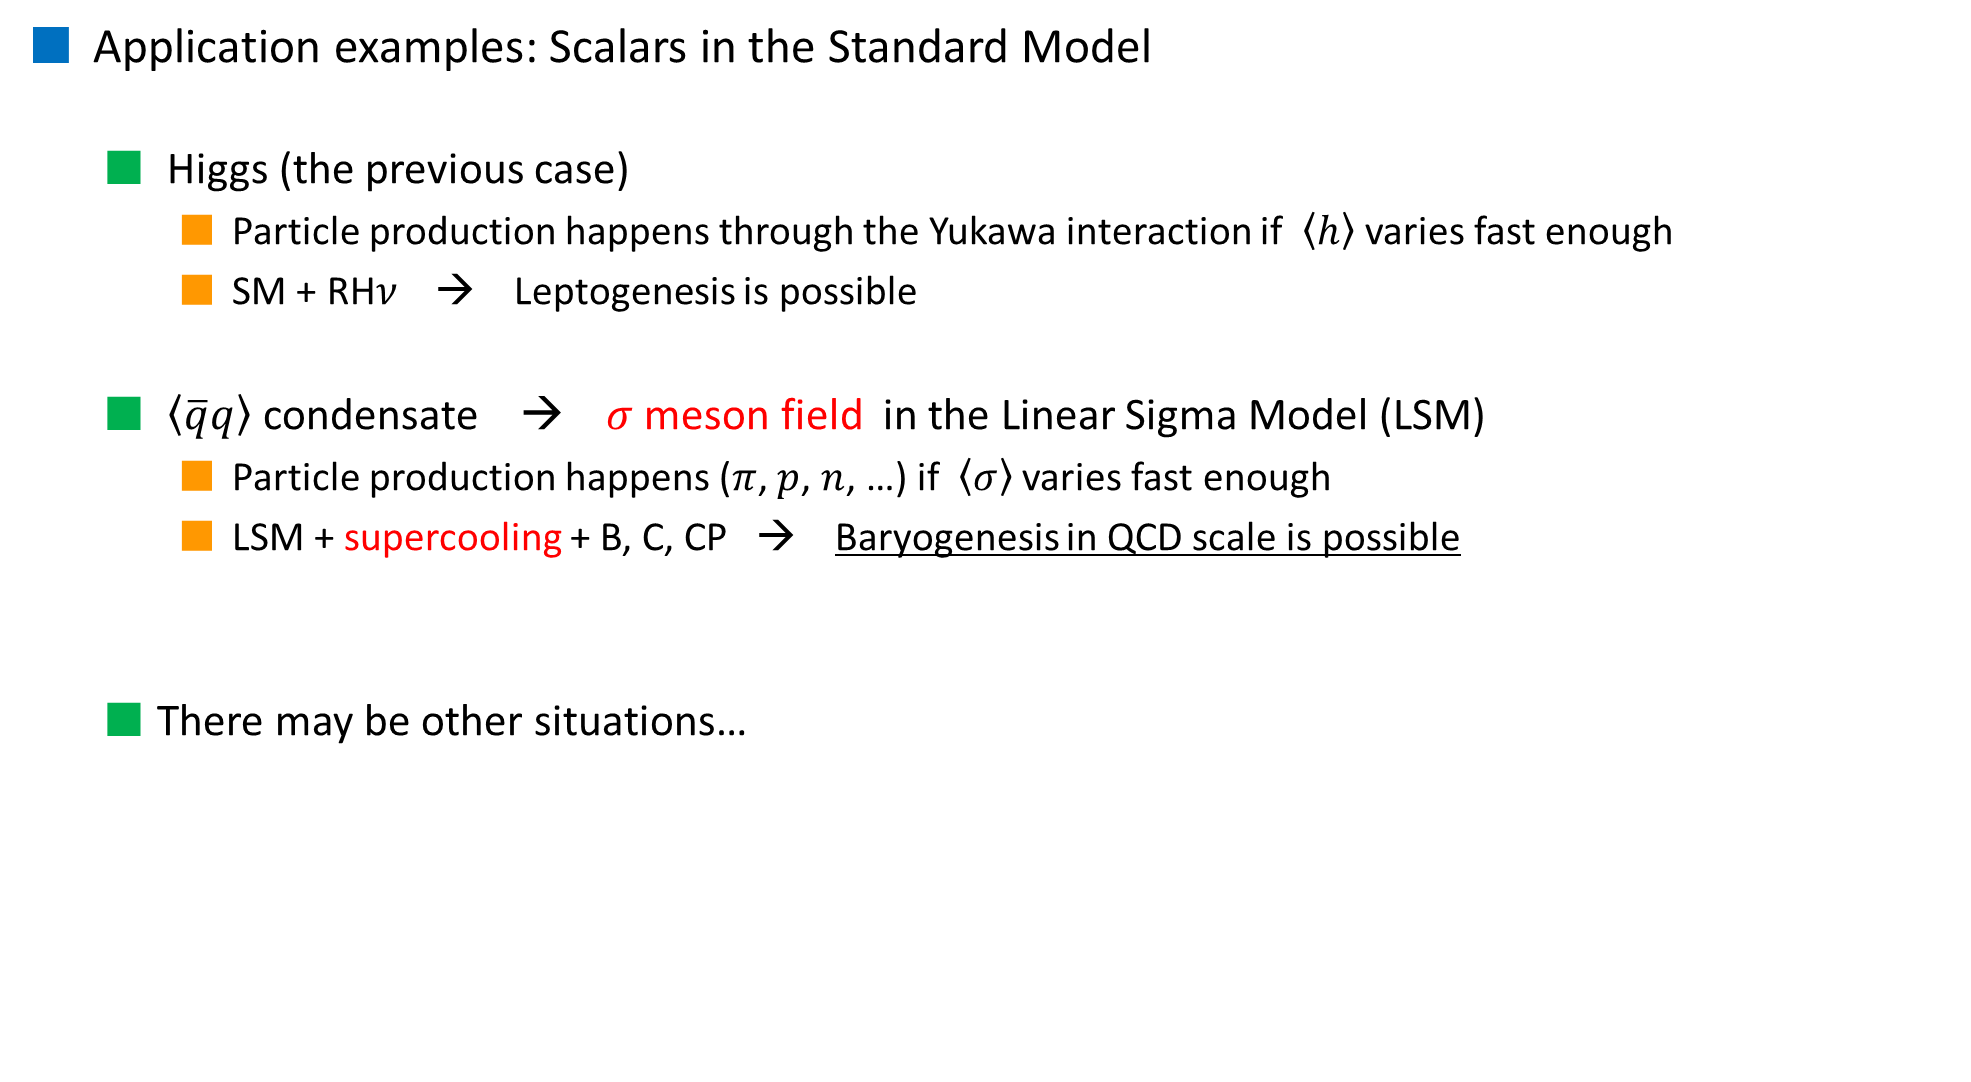 Application examples: Scalars in the Standard Model
Higgs (the previous case)
Particle production happens through the Yukawa interaction if ⟨ℎ⟩ varies fast enough
SM + RH𝜈 → Leptogenesis is possible
⟨q̅q⟩ condensate → σ meson field in the Linear Sigma Model (LSM)
Particle production happens (π, p, n, …) if ⟨σ⟩ varies fast enough
LSM + supercooling + B, C, CP → Baryogenesis in QCD scale is possible
There may be other situations…